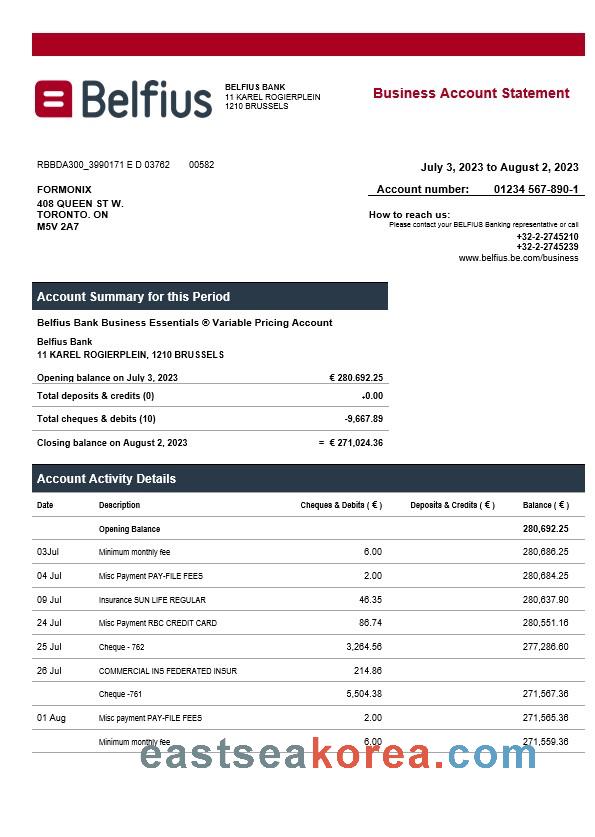 Belfius
BELFIUS BANK
11 KAREL ROGIERPLEIN
1210 BRUSSELS
Business Account Statement
RBBDA300_3990171 E D 03762 00582
July 3, 2023 to August 2, 2023
FORMONIX
408 QUEEN ST W.
TORONTO. ON
M5V 2A7
Account number: 01234 567-890-1
How to reach us:
Please contact your BELFIUS Banking representative or call
+32-2-2745210
+32-2-2745239
www.belfius.be.com/business
Account Summary for this Period
Belfius Bank Business Essentials ® Variable Pricing Account
Belfius Bank
11 KAREL ROGIERPLEIN, 1210 BRUSSELS
Opening balance on July 3, 2023 € 280.692.25
Total deposits & credits (0) +0.00
Total cheques & debits (10) -9,667.89
Closing balance on August 2, 2023 = € 271,024.36
Account Activity Details
Date Description Cheques & Debits ( € ) Deposits & Credits ( € ) Balance ( € )
Opening Balance 280,692.25
03Jul Minimum monthly fee 6.00 280,686.25
04 Jul Misc Payment PAY-FILE FEES 2.00 280,684.25
09 Jul Insurance SUN LIFE REGULAR 46.35 280,637.90
24 Jul Misc Payment RBC CREDIT CARD 86.74 280,551.16
25 Jul Cheque - 762 3,264.56 277,286.60
26 Jul COMMERCIAL INS FEDERATED INSUR 214.86
Cheque -761 5,504.38 271,567.36
01 Aug Misc payment PAY-FILE FEES 2.00 271,565.36
Minimum monthly fee 6.00 271,559.36
eastseakorea.com